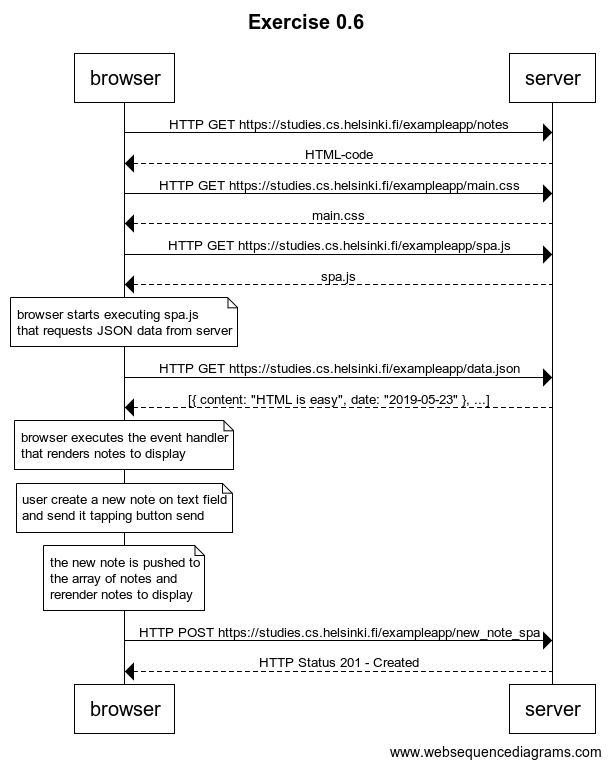 Exercise 0.6
browser
server
HTTP GET https://studies.cs.helsinki.fi/exampleapp/notes
HTML-code
HTTP GET https://studies.cs.helsinki.fi/exampleapp/main.css
main.css
HTTP GET https://studies.cs.helsinki.fi/exampleapp/spa.js
spa.js
browser starts executing spa.js
that requests JSON data from server
HTTP GET https://studies.cs.helsinki.fi/exampleapp/data.json
[{ content: "HTML is easy", date: "2019-05-23" }, ...]
browser executes the event handler
that renders notes to display
user create a new note on text field
and send it tapping button send
the new note is pushed to
the array of notes and
rerender notes to display
HTTP POST https://studies.cs.helsinki.fi/exampleapp/new_note_spa
HTTP Status 201 - Created
browser
server
www.websequencediagrams.com